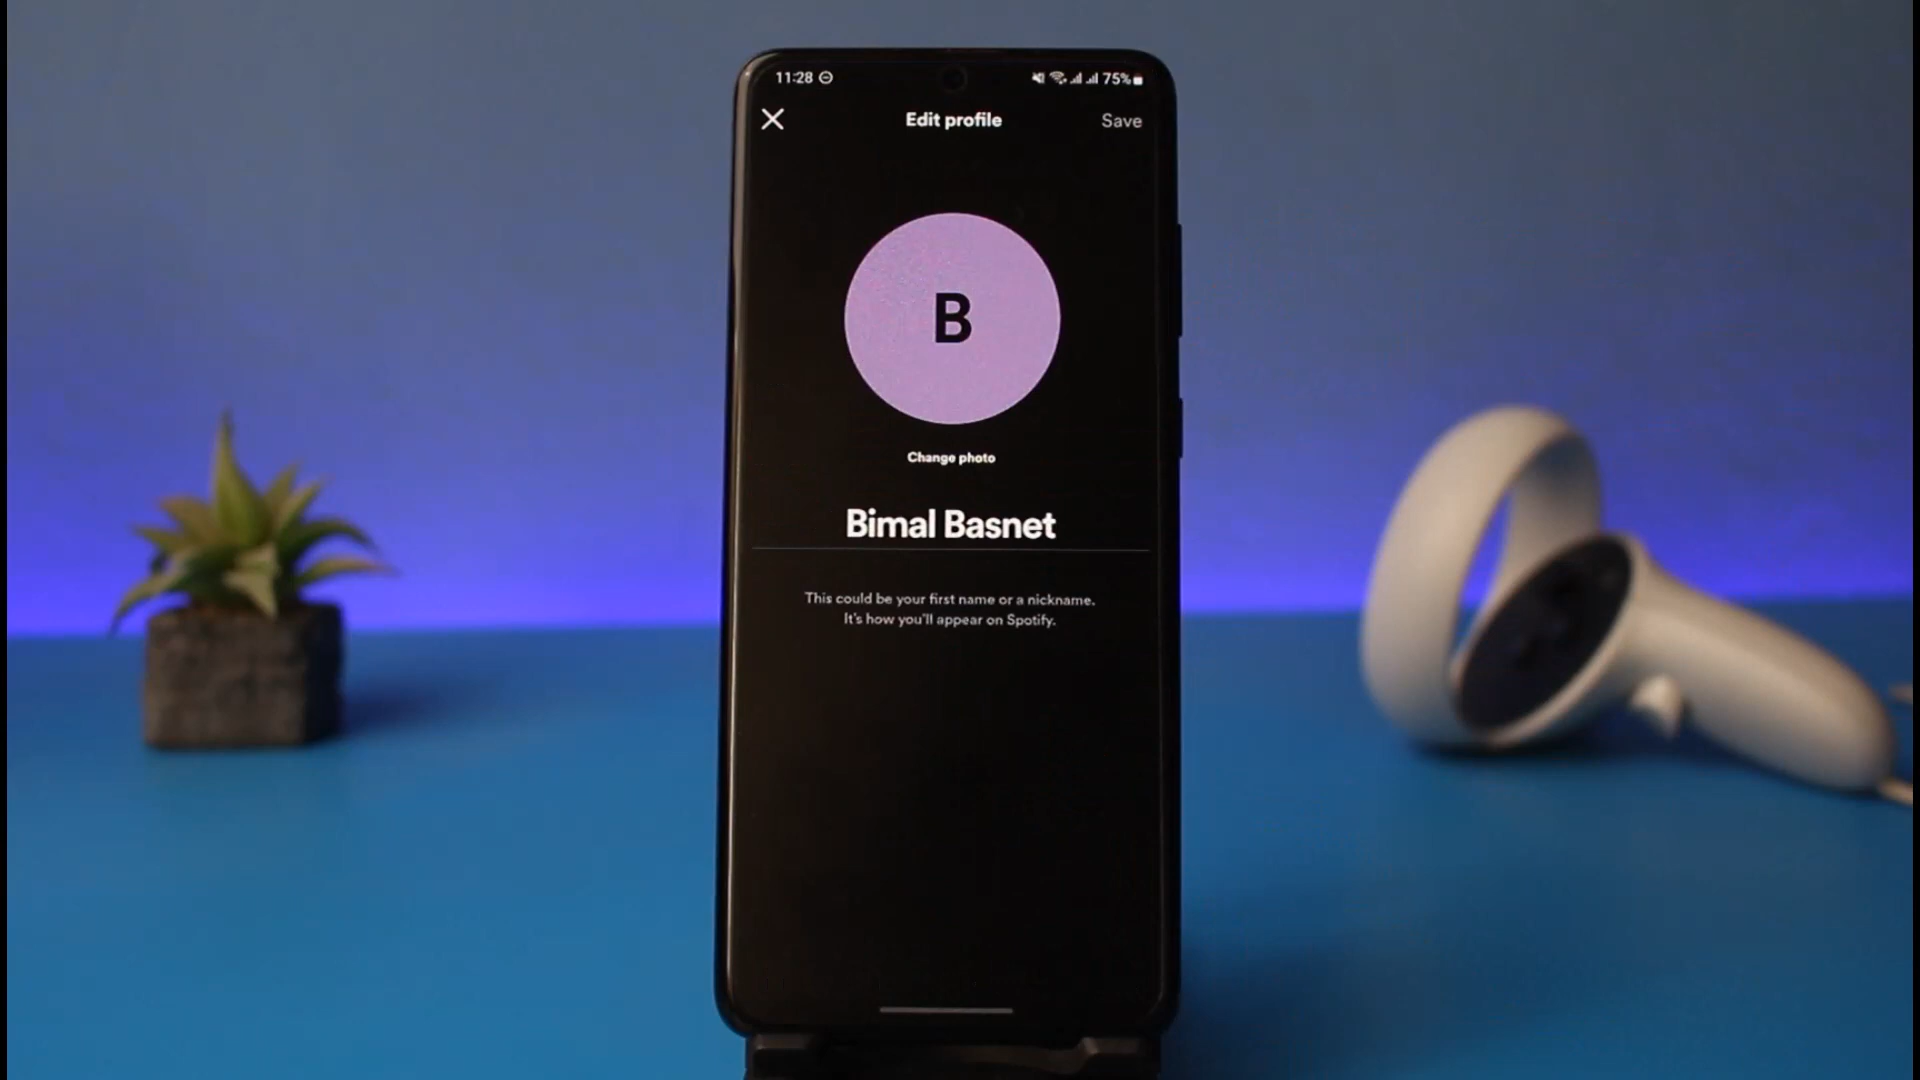 11:28
75%
Edit profile
Save
B
Change photo
Bimal Basnet
This could be your first name or a nickname.
It's how you'll appear on Spotify.